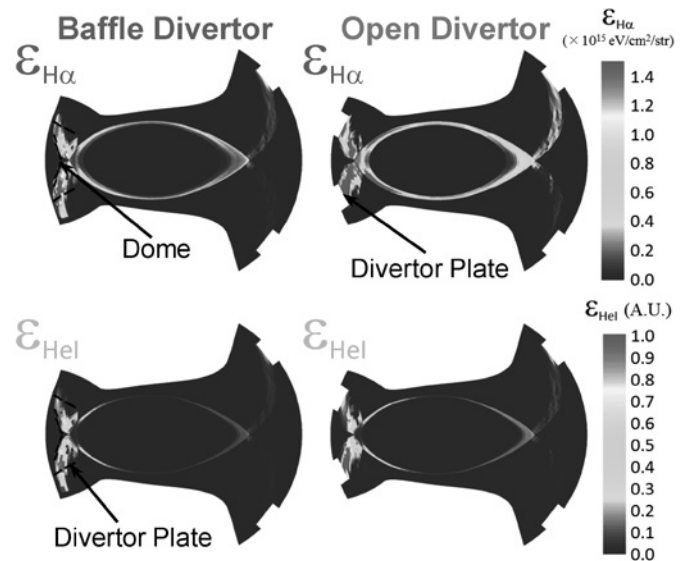 Baffle Divertor
Open Divertor
εHα
(×10¹⁵ eV/cm²/str)
εHα
εHα
1.4
1.2
1.0
0.8
0.6
0.4
0.2
0.0
Dome
Divertor Plate
εHeI
εHeI
εHeI (A.U.)
1.0
0.9
0.8
0.7
0.6
0.5
0.4
0.3
0.2
0.1
0.0
Divertor Plate